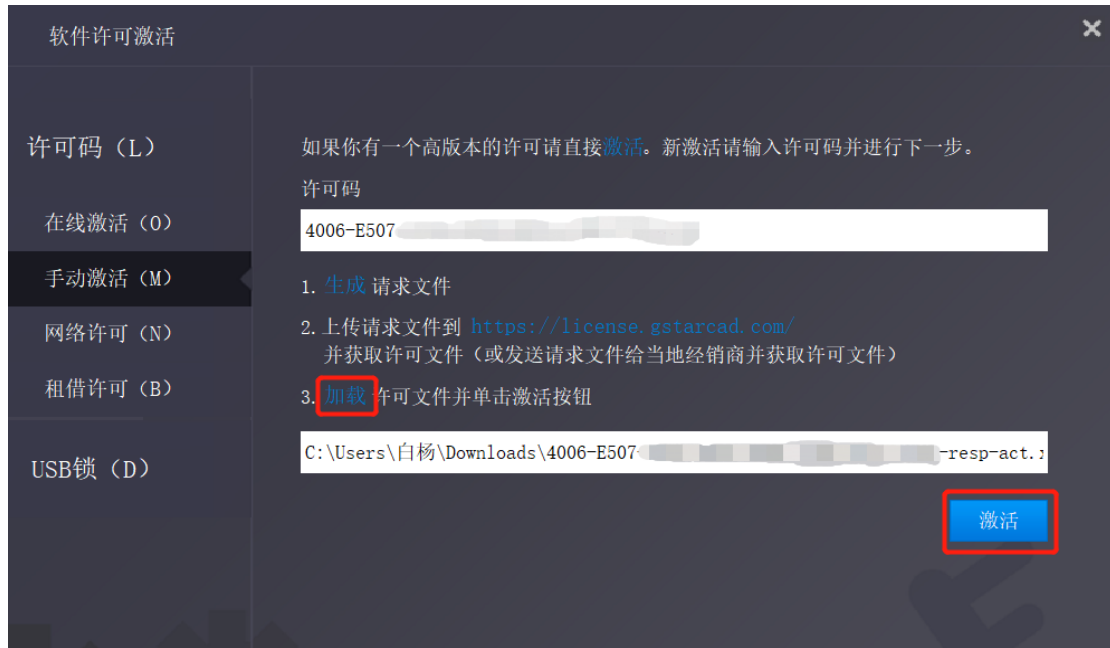 软件许可激活
许可码（L）
在线激活（O）
手动激活（M）
网络许可（N）
租借许可（B）
USB锁（D）
如果你有一个高版本的许可请直接激活。新激活请输入许可码并进行下一步。
许可码
4006-E507
1. 生成 请求文件
2. 上传请求文件到 https://license.gstarcad.com/
并获取许可文件（或发送请求文件给当地经销商并获取许可文件）
3. 加载 许可文件并单击激活按钮
C:\Users\白杨\Downloads\4006-E507- -resp-act.
激活